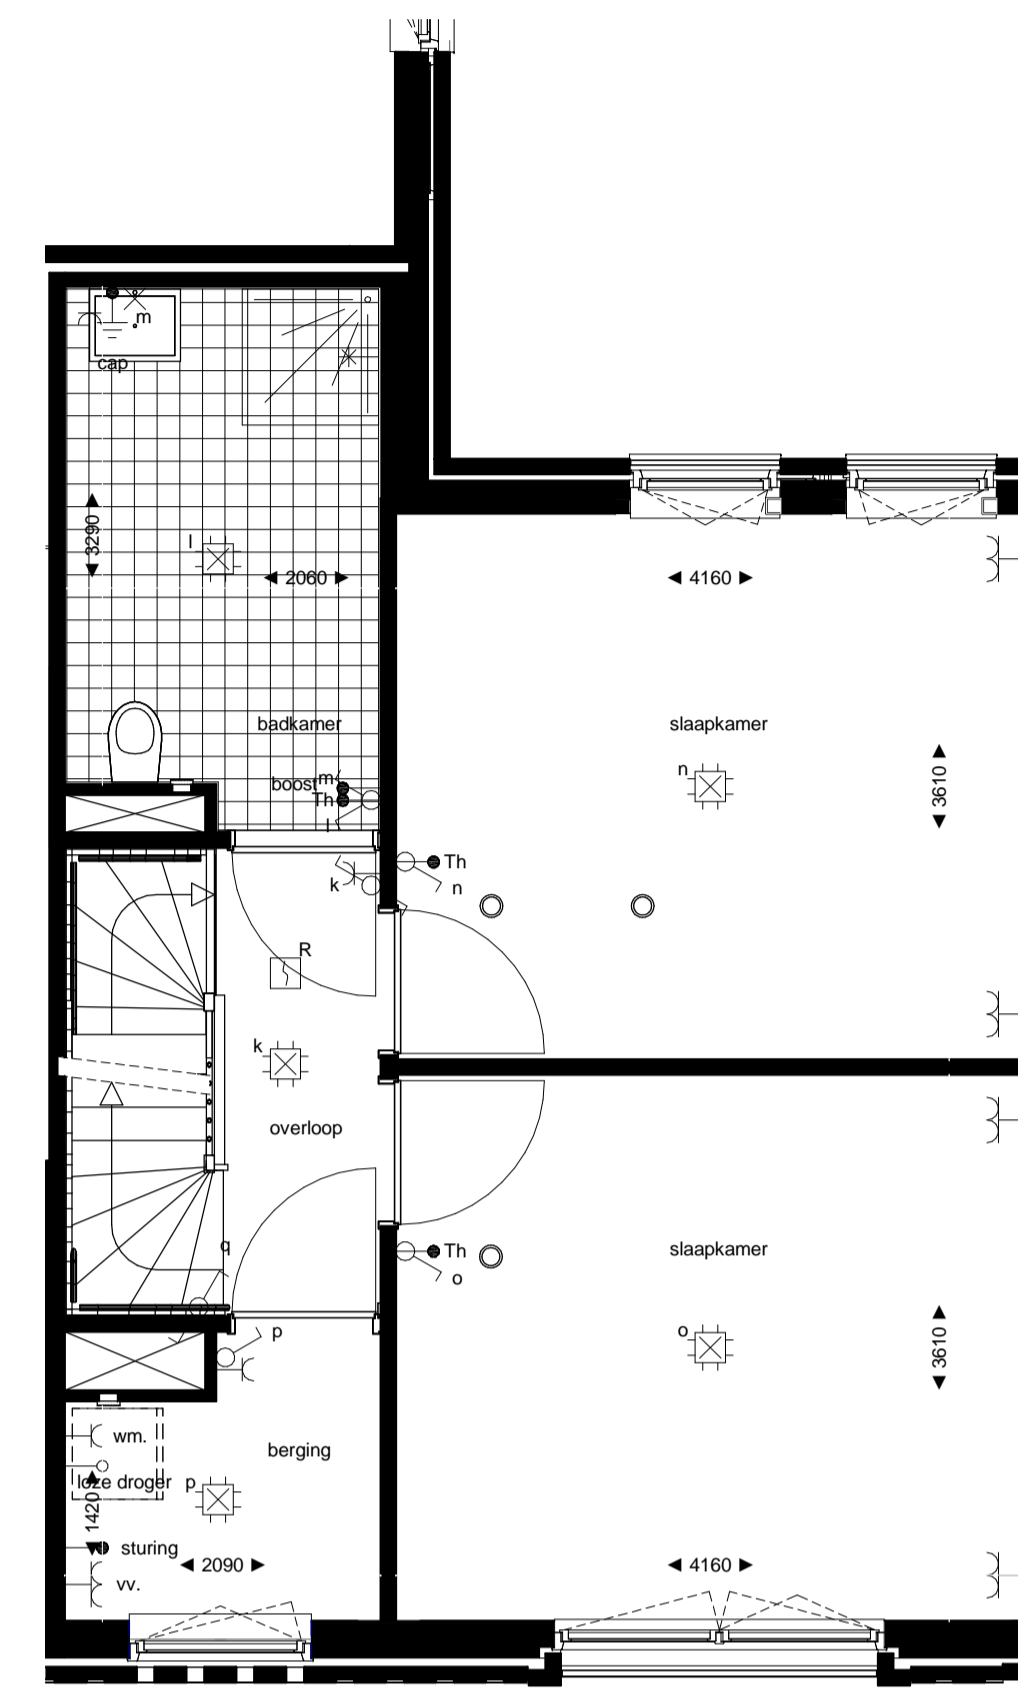 m
cap
3290
l
2060
4160
badkamer
slaapkamer
n
3610
boost
m
Th
l
k
Th
n
R
k
overloop
q
Th
o
slaapkamer
p
o
3610
wm.
berging
loze droger
p
1420
sturing
2090
4160
vv.